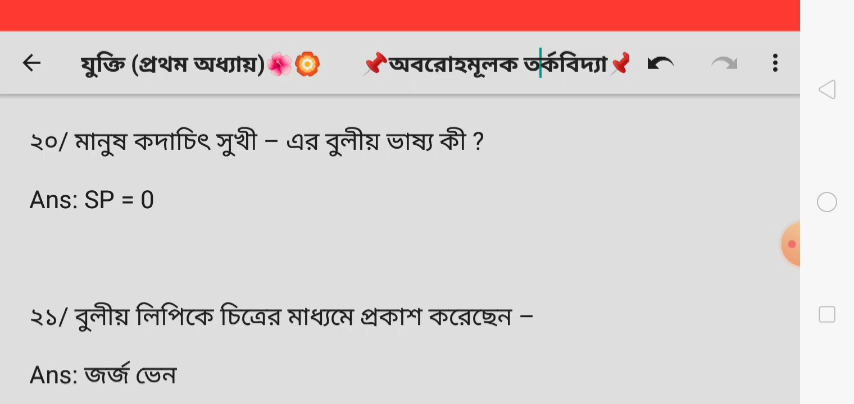 যুক্তি (প্রথম অধ্যায়)🌺🏵️ 📌অবরোহমূলক তর্কবিদ্যা📌
২০/ মানুষ কদাচিৎ সুখী – এর বুলীয় ভাষ্য কী ?
Ans: SP = 0
২১/ বুলীয় লিপিকে চিত্রের মাধ্যমে প্রকাশ করেছেন –
Ans: জর্জ ভেন